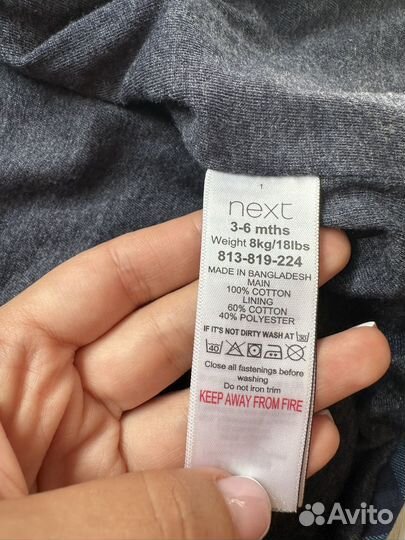 1
next
3-6 mths
Weight 8kg/18lbs
813-819-224
MADE IN BANGLADESH
MAIN
100% COTTON
LINING
60% COTTON
40% POLYESTER
IF IT'S NOT DIRTY WASH AT 30
40
Close all fastenings before
washing
Do not iron trim
KEEP AWAY FROM FIRE
Avito